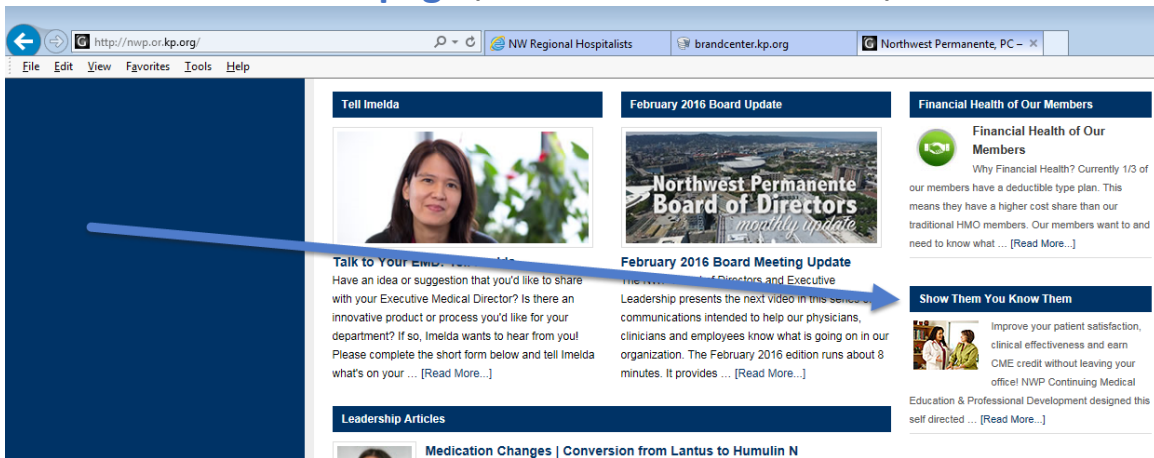 page
http://nwp.or.kp.org/
NW Regional Hospitalists
brandcenter.kp.org
Northwest Permanente, PC –
File Edit View Favorites Tools Help
Tell Imelda
Talk to Your EMD:
Have an idea or suggestion that you'd like to share
with your Executive Medical Director? Is there an
innovative product or process you'd like for your
department? If so, Imelda wants to hear from you!
Please complete the short form below and tell Imelda
what's on your ... [Read More...]
Leadership Articles
Medication Changes | Conversion from Lantus to Humulin N
February 2016 Board Update
Northwest Permanente
Board of Directors
monthly update
February 2016 Board Meeting Update
The NWP Board of Directors and Executive
Leadership presents the next video in this series
communications intended to help our physicians,
clinicians and employees know what is going on in our
organization. The February 2016 edition runs about 8
minutes. It provides ... [Read More...]
Financial Health of Our Members
Financial Health of Our
Members
Why Financial Health? Currently 1/3 of
our members have a deductible type plan. This
means they have a higher cost share than our
traditional HMO members. Our members want to and
need to know what ... [Read More...]
Show Them You Know Them
Improve your patient satisfaction,
clinical effectiveness and earn
CME credit without leaving your
office! NWP Continuing Medical
Education & Professional Development designed this
self directed ... [Read More...]